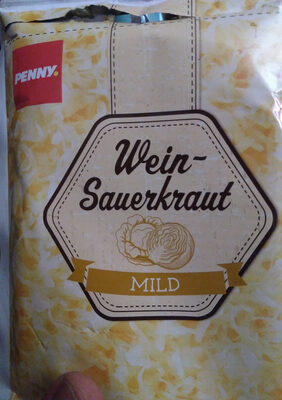 PENNY.
Wein-
Sauerkraut
MILD